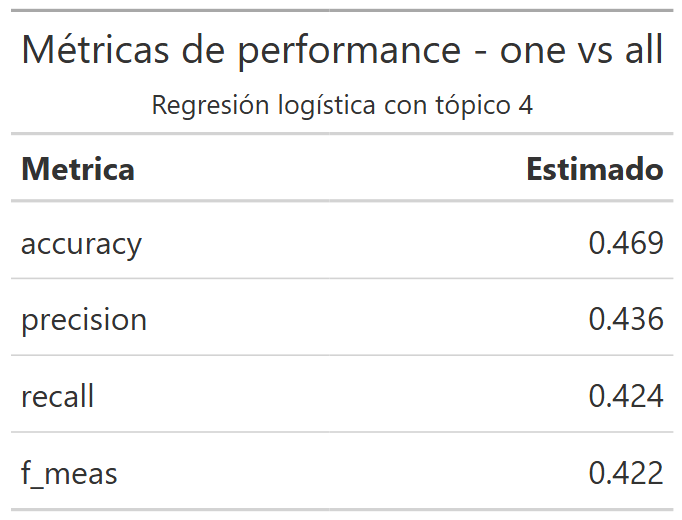 Métricas de performance - one vs all
Regresión logística con tópico 4
Metrica Estimado
accuracy 0.469
precision 0.436
recall 0.424
f_meas 0.422